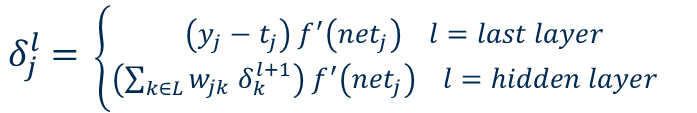 δ_j^l = { (y_j − t_j) f′(net_j)   l = last layer
(∑_{k∈L} w_{jk} δ_k^{l+1}) f′(net_j)   l = hidden layer